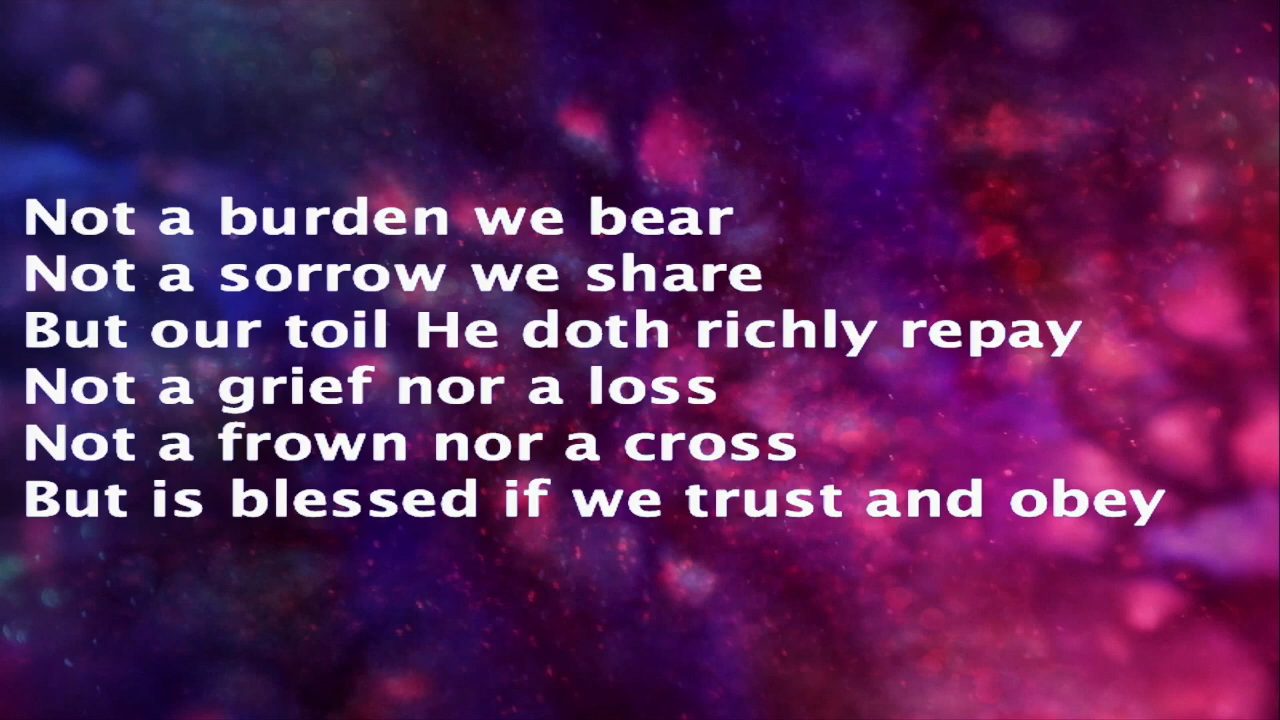 Not a burden we bear
Not a sorrow we share
But our toil He doth richly repay
Not a grief nor a loss
Not a frown nor a cross
But is blessed if we trust and obey